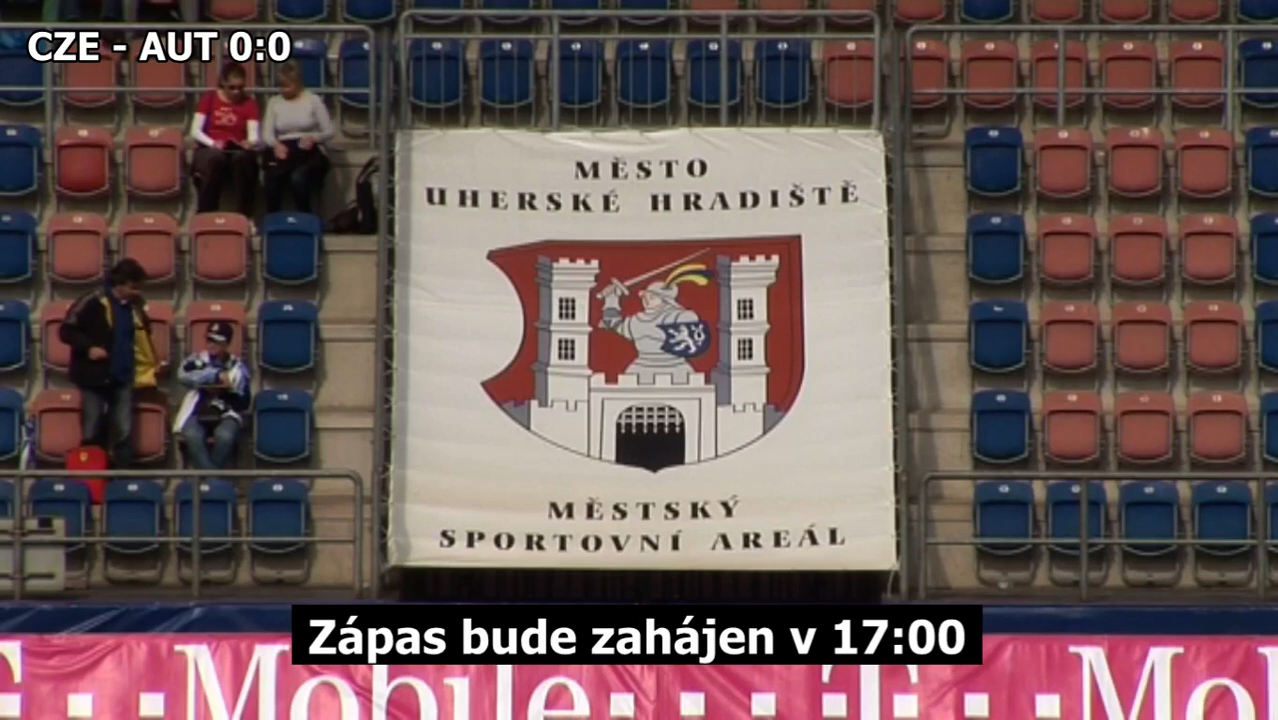 CZE - AUT 0:0
MĚSTO
UHERSKÉ HRADIŠTĚ
MĚSTSKÝ
SPORTOVNÍ AREÁL
Zápas bude zahájen v 17:00
Mobile